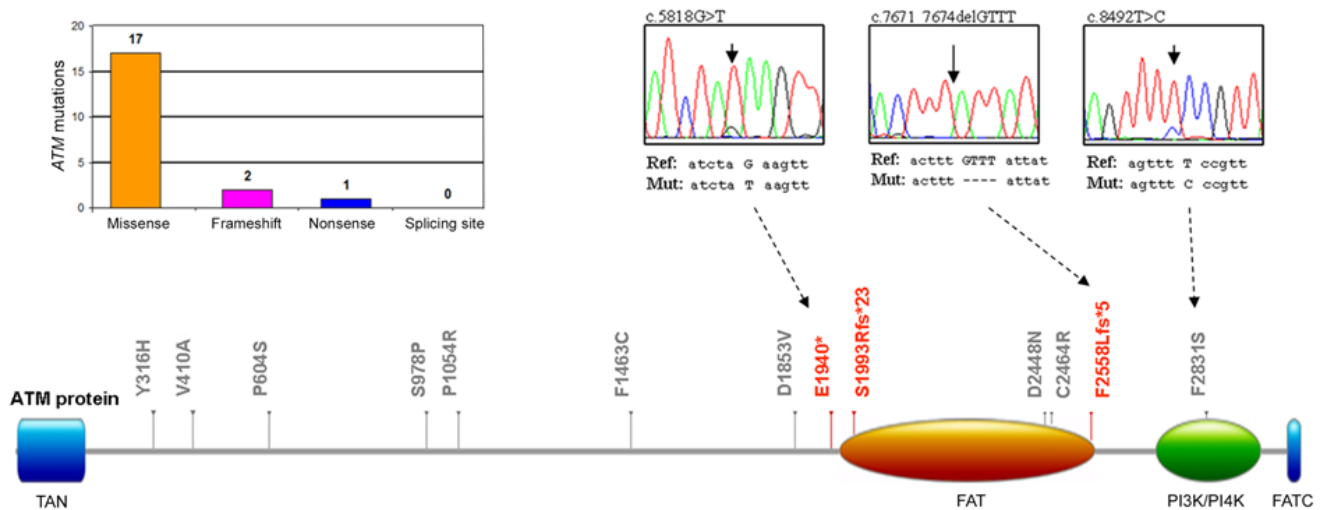 20
15
10
5
0
ATM mutations
17
2
1
0
Missense
Frameshift
Nonsense
Splicing site
c.5818G>T
Ref: atcta G aagtt
Mut: atcta T aagtt
c.7671_7674delGTTT
Ref: acttt GTTT attat
Mut: acttt ---- attat
c.8492T>C
Ref: agttt T ccgtt
Mut: agttt C ccgtt
Y316H
V410A
P604S
S978P
P1054R
F1463C
D1853V
E1940*
S1993Rfs*23
D2448N
C2464R
F2558Lfs*5
F2831S
ATM protein
TAN
FAT
PI3K/PI4K
FATC